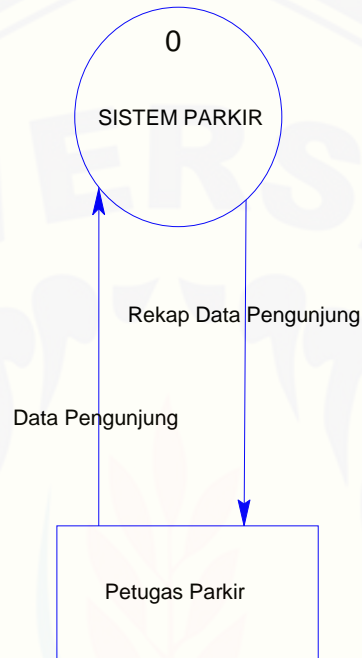 0
SISTEM PARKIR
Rekap Data Pengunjung
Data Pengunjung
Petugas Parkir